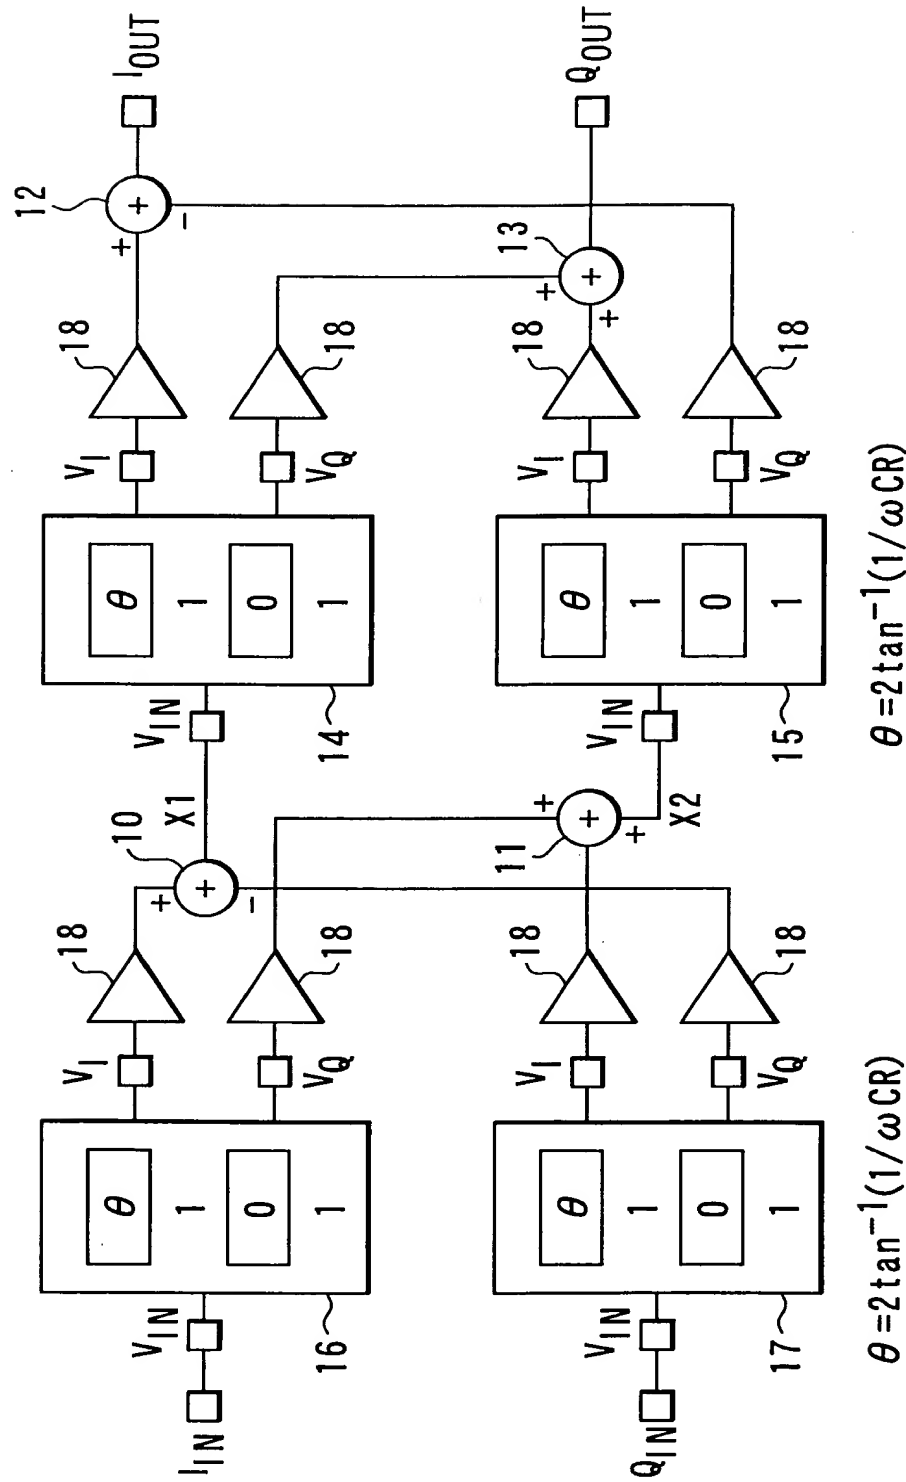 12
18
18
V_I
V_I
θ
θ
+
+
I_OUT
10
V_IN
X1
V_IN
1
1
+
+
I_IN
-
-
0
0
16
14
18
18
V_Q
V_Q
1
1
13
11
18
18
V_I
V_I
θ
θ
+
+
Q_OUT
+
+
+
+
V_IN
X2
V_IN
1
1
Q_IN
0
0
17
15
18
18
V_Q
V_Q
1
1
θ=2tan⁻¹(1/ωCR)
θ=2tan⁻¹(1/ωCR)